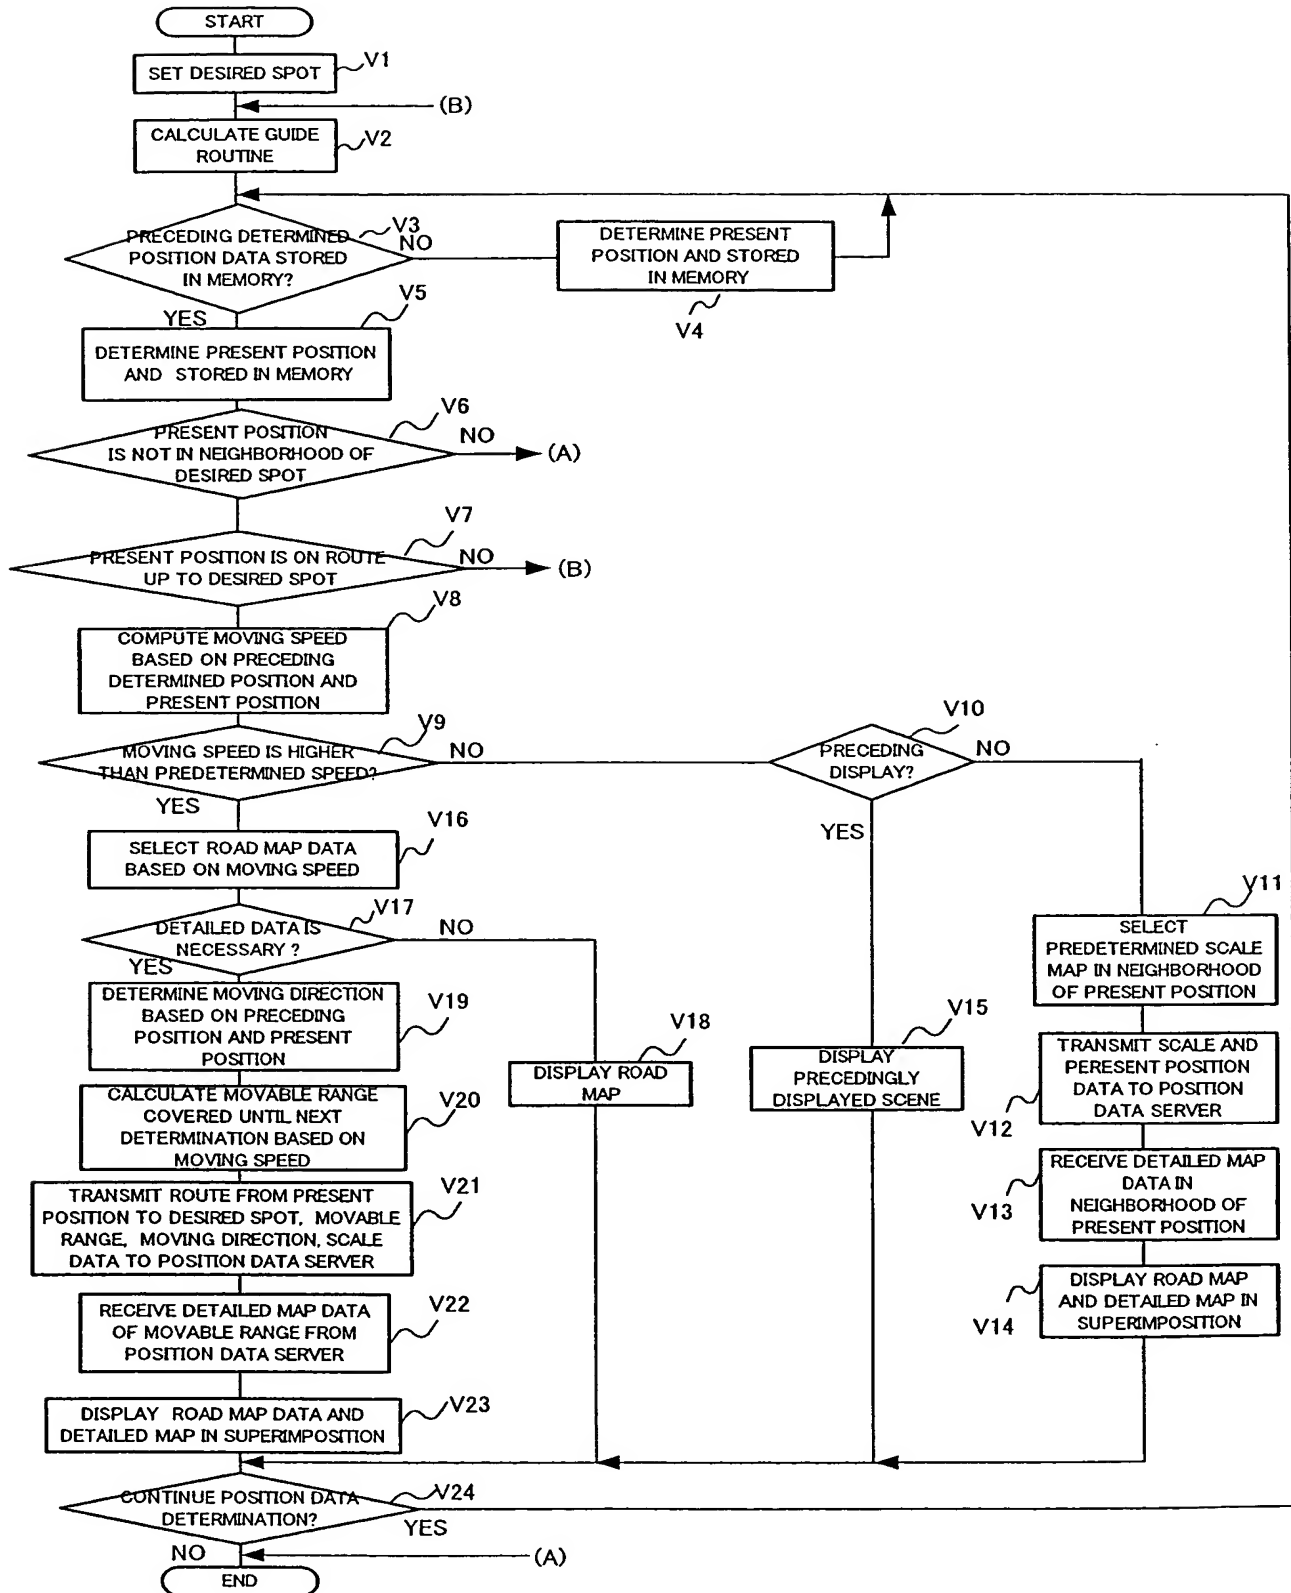 START
SET DESIRED SPOT
V1
(B)
CALCULATE GUIDE
ROUTINE
V2
PRECEDING DETERMINED
POSITION DATA STORED
IN MEMORY?
V3
NO
DETERMINE PRESENT
POSITION AND STORED
IN MEMORY
V4
YES
V5
DETERMINE PRESENT POSITION
AND STORED IN MEMORY
V6
PRESENT POSITION
IS NOT IN NEIGHBORHOOD OF
DESIRED SPOT
NO
(A)
V7
PRESENT POSITION IS ON ROUTE
UP TO DESIRED SPOT
NO
(B)
V8
COMPUTE MOVING SPEED
BASED ON PRECEDING
DETERMINED POSITION AND
PRESENT POSITION
V9
MOVING SPEED IS HIGHER
THAN PREDETERMINED SPEED?
NO
YES
V10
PRECEDING
DISPLAY?
NO
YES
V16
SELECT ROAD MAP DATA
BASED ON MOVING SPEED
V17
DETAILED DATA IS
NECESSARY ?
NO
YES
V11
SELECT
PREDETERMINED SCALE
MAP IN NEIGHBORHOOD
OF PRESENT POSITION
DETERMINE MOVING DIRECTION
BASED ON PRECEDING
POSITION AND PRESENT
POSITION
V19
V18
DISPLAY ROAD
MAP
V15
DISPLAY
PRECEDINGLY
DISPLAYED SCENE
TRANSMIT SCALE AND
PERESENT POSITION
DATA TO POSITION
DATA SERVER
V12
CALCULATE MOVABLE RANGE
COVERED UNTIL NEXT
DETERMINATION BASED ON
MOVING SPEED
V20
RECEIVE DETAILED MAP
DATA IN
NEIGHBORHOOD OF
PRESENT POSITION
V13
TRANSMIT ROUTE FROM PRESENT
POSITION TO DESIRED SPOT, MOVABLE
RANGE, MOVING DIRECTION, SCALE
DATA TO POSITION DATA SERVER
V21
DISPLAY ROAD MAP
AND DETAILED MAP IN
SUPERIMPOSITION
V14
RECEIVE DETAILED MAP DATA
OF MOVABLE RANGE FROM
POSITION DATA SERVER
V22
DISPLAY ROAD MAP DATA AND
DETAILED MAP IN SUPERIMPOSITION
V23
CONTINUE POSITION DATA
DETERMINATION?
V24
YES
NO
(A)
END